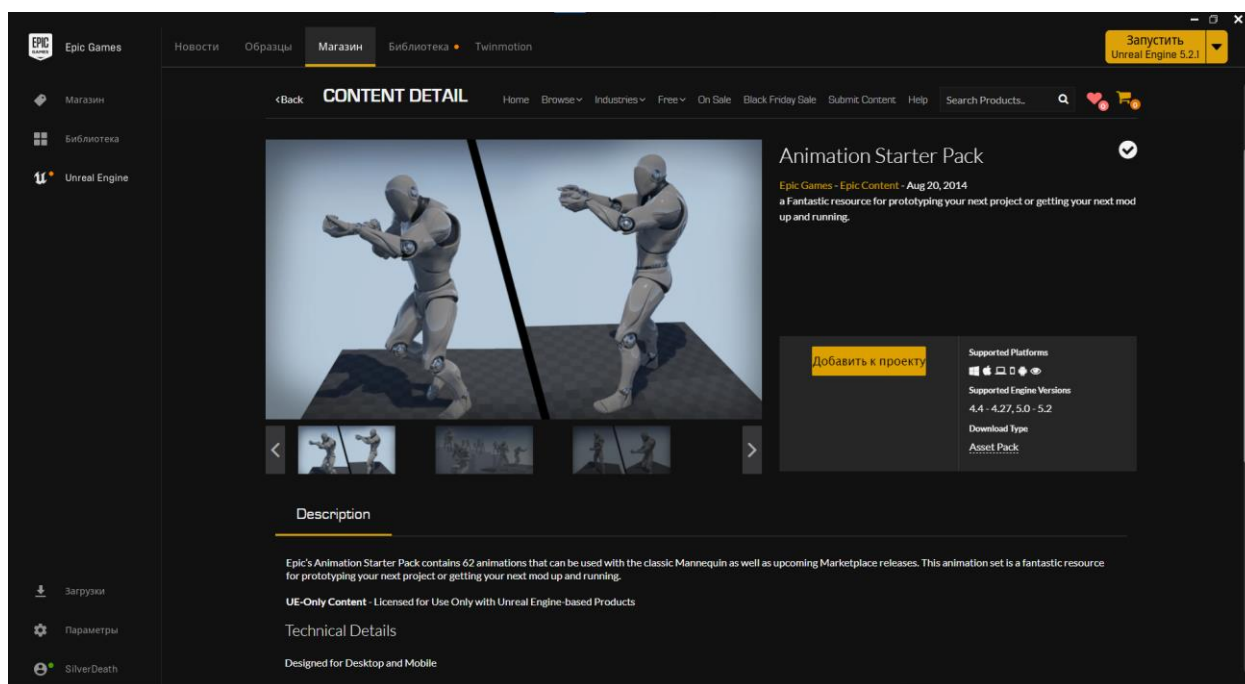 EPIC GAMES
Epic Games
Новости Образцы Магазин Библиотека Twinmotion
Запустить
Unreal Engine 5.2.1
Магазин
Библиотека
Unreal Engine
Загрузки
Параметры
SilverDeath
<Back CONTENT DETAIL Home Browse Industries Free On Sale Black Friday Sale Submit Content Help Search Products... 0 0
Animation Starter Pack
Epic Games - Epic Content - Aug 20, 2014
a Fantastic resource for prototyping your next project or getting your next mod
up and running.
Добавить к проекту
Supported Platforms
Supported Engine Versions
4.4 - 4.27, 5.0 - 5.2
Download Type
Asset Pack
Description
Epic's Animation Starter Pack contains 62 animations that can be used with the classic Mannequin as well as upcoming Marketplace releases. This animation set is a fantastic resource
for prototyping your next project or getting your next mod up and running.
UE-Only Content - Licensed for Use Only with Unreal Engine-based Products
Technical Details
Designed for Desktop and Mobile